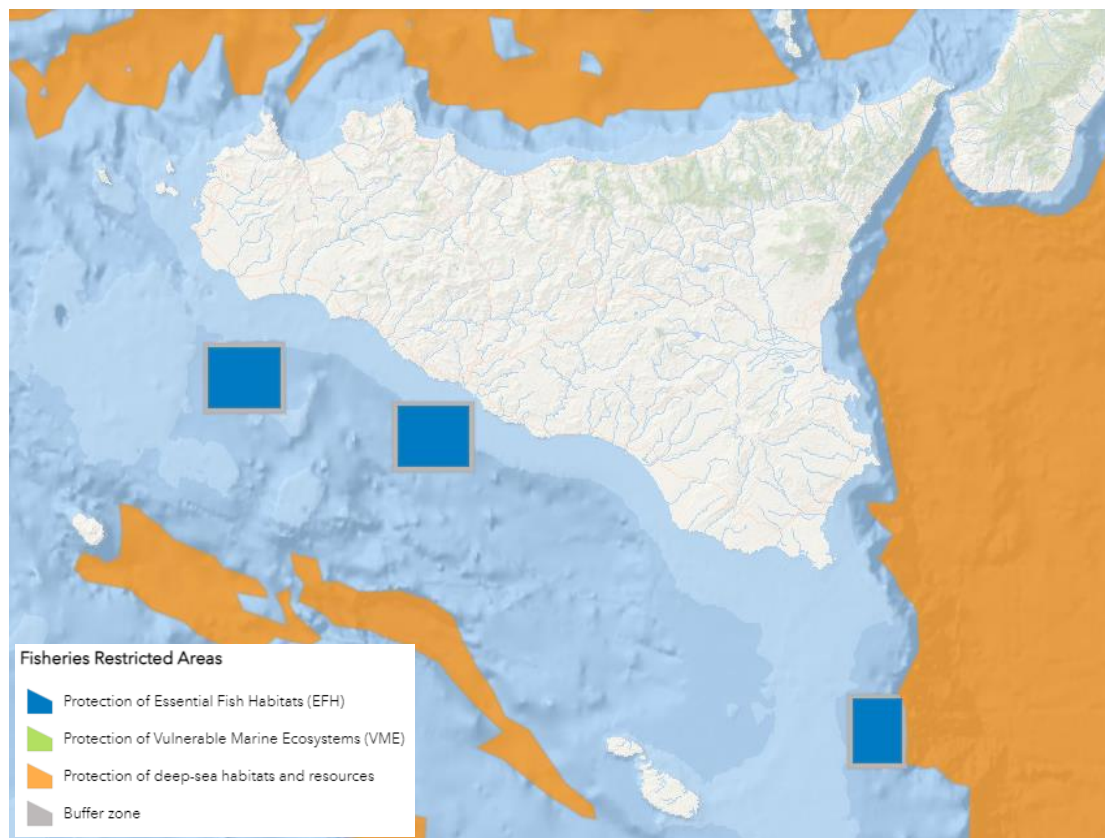 Fisheries Restricted Areas
Protection of Essential Fish Habitats (EFH)
Protection of Vulnerable Marine Ecosystems (VME)
Protection of deep-sea habitats and resources
Buffer zone